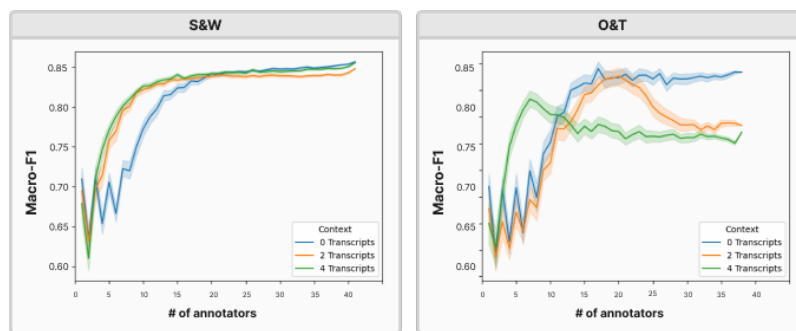 S&W
O&T
Macro-F1
0.85
0.80
0.75
0.70
0.65
0.60
0 5 10 15 20 25 30 35 40
# of annotators
Context
0 Transcripts
2 Transcripts
4 Transcripts
Macro-F1
0.85
0.80
0.75
0.70
0.65
0.60
0 5 10 15 20 25 30 35 40
# of annotators
Context
0 Transcripts
2 Transcripts
4 Transcripts